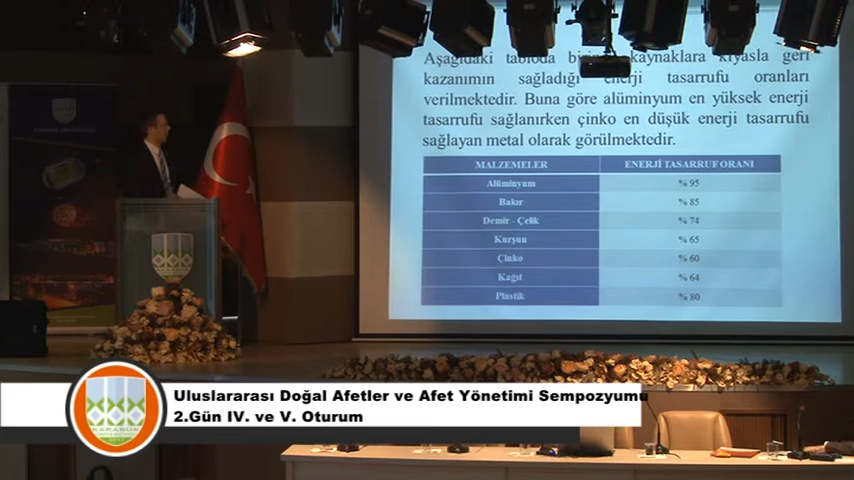 Aşağıdaki tabloda kaynaklara kıyasla geri
kazanımın sağladığı enerji tasarrufu oranları
verilmektedir. Buna göre alüminyum en yüksek enerji
tasarrufu sağlanırken çinko en düşük enerji tasarrufu
sağlayan metal olarak görülmektedir.
MALZEMELER ENERJİ TASARRUF ORANI
Alüminyum % 95
Bakır % 85
Demir - Çelik % 74
Kurşun % 65
Çinko % 60
Kağıt % 64
Plastik % 80
Uluslararası Doğal Afetler ve Afet Yönetimi Sempozyumu
2.Gün IV. ve V. Oturum
KARABÜK